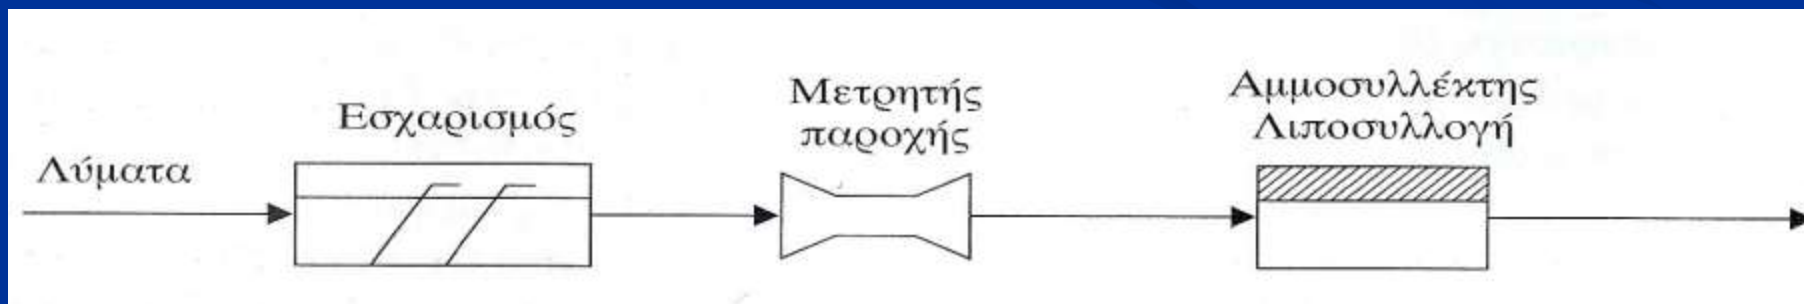 Λύματα
Εσχαρισμός
Μετρητής
παροχής
Αμμοσυλλέκτης
Λιποσυλλογή